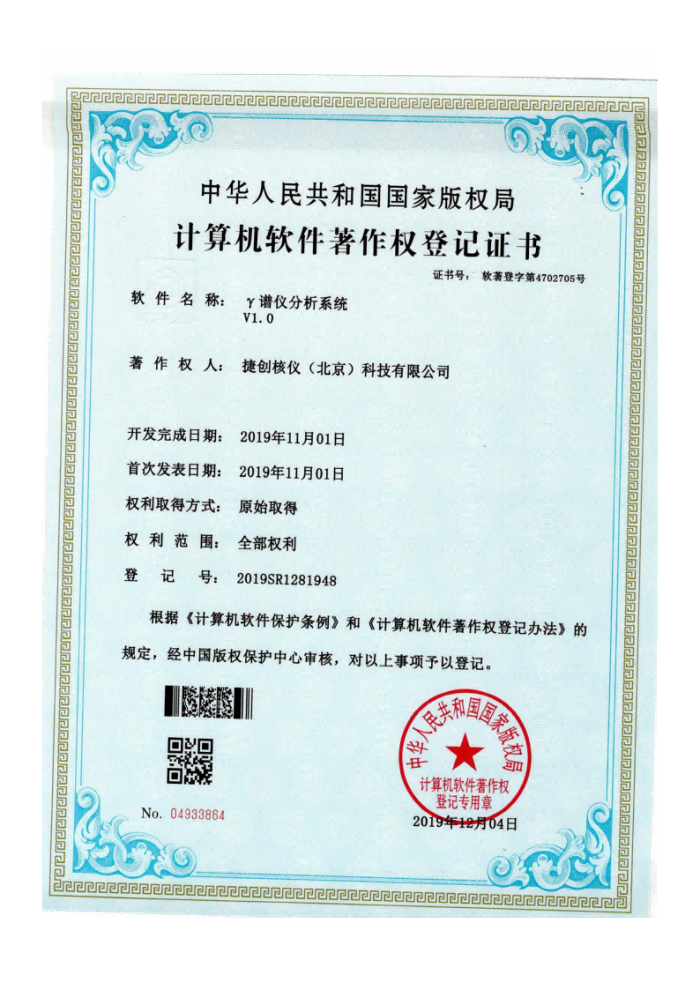 中华人民共和国国家版权局
计算机软件著作权登记证书
证书号： 软著登字第4702705号
软件名称： γ谱仪分析系统
V1.0
著作权人： 捷创核仪（北京）科技有限公司
开发完成日期： 2019年11月01日
首次发表日期： 2019年11月01日
权利取得方式： 原始取得
权利范围： 全部权利
登记号： 2019SR1281948
根据《计算机软件保护条例》和《计算机软件著作权登记办法》的
规定，经中国版权保护中心审核，对以上事项予以登记。
中华人民共和国国家版权局
计算机软件著作权
登记专用章
No. 04933864
2019年12月04日